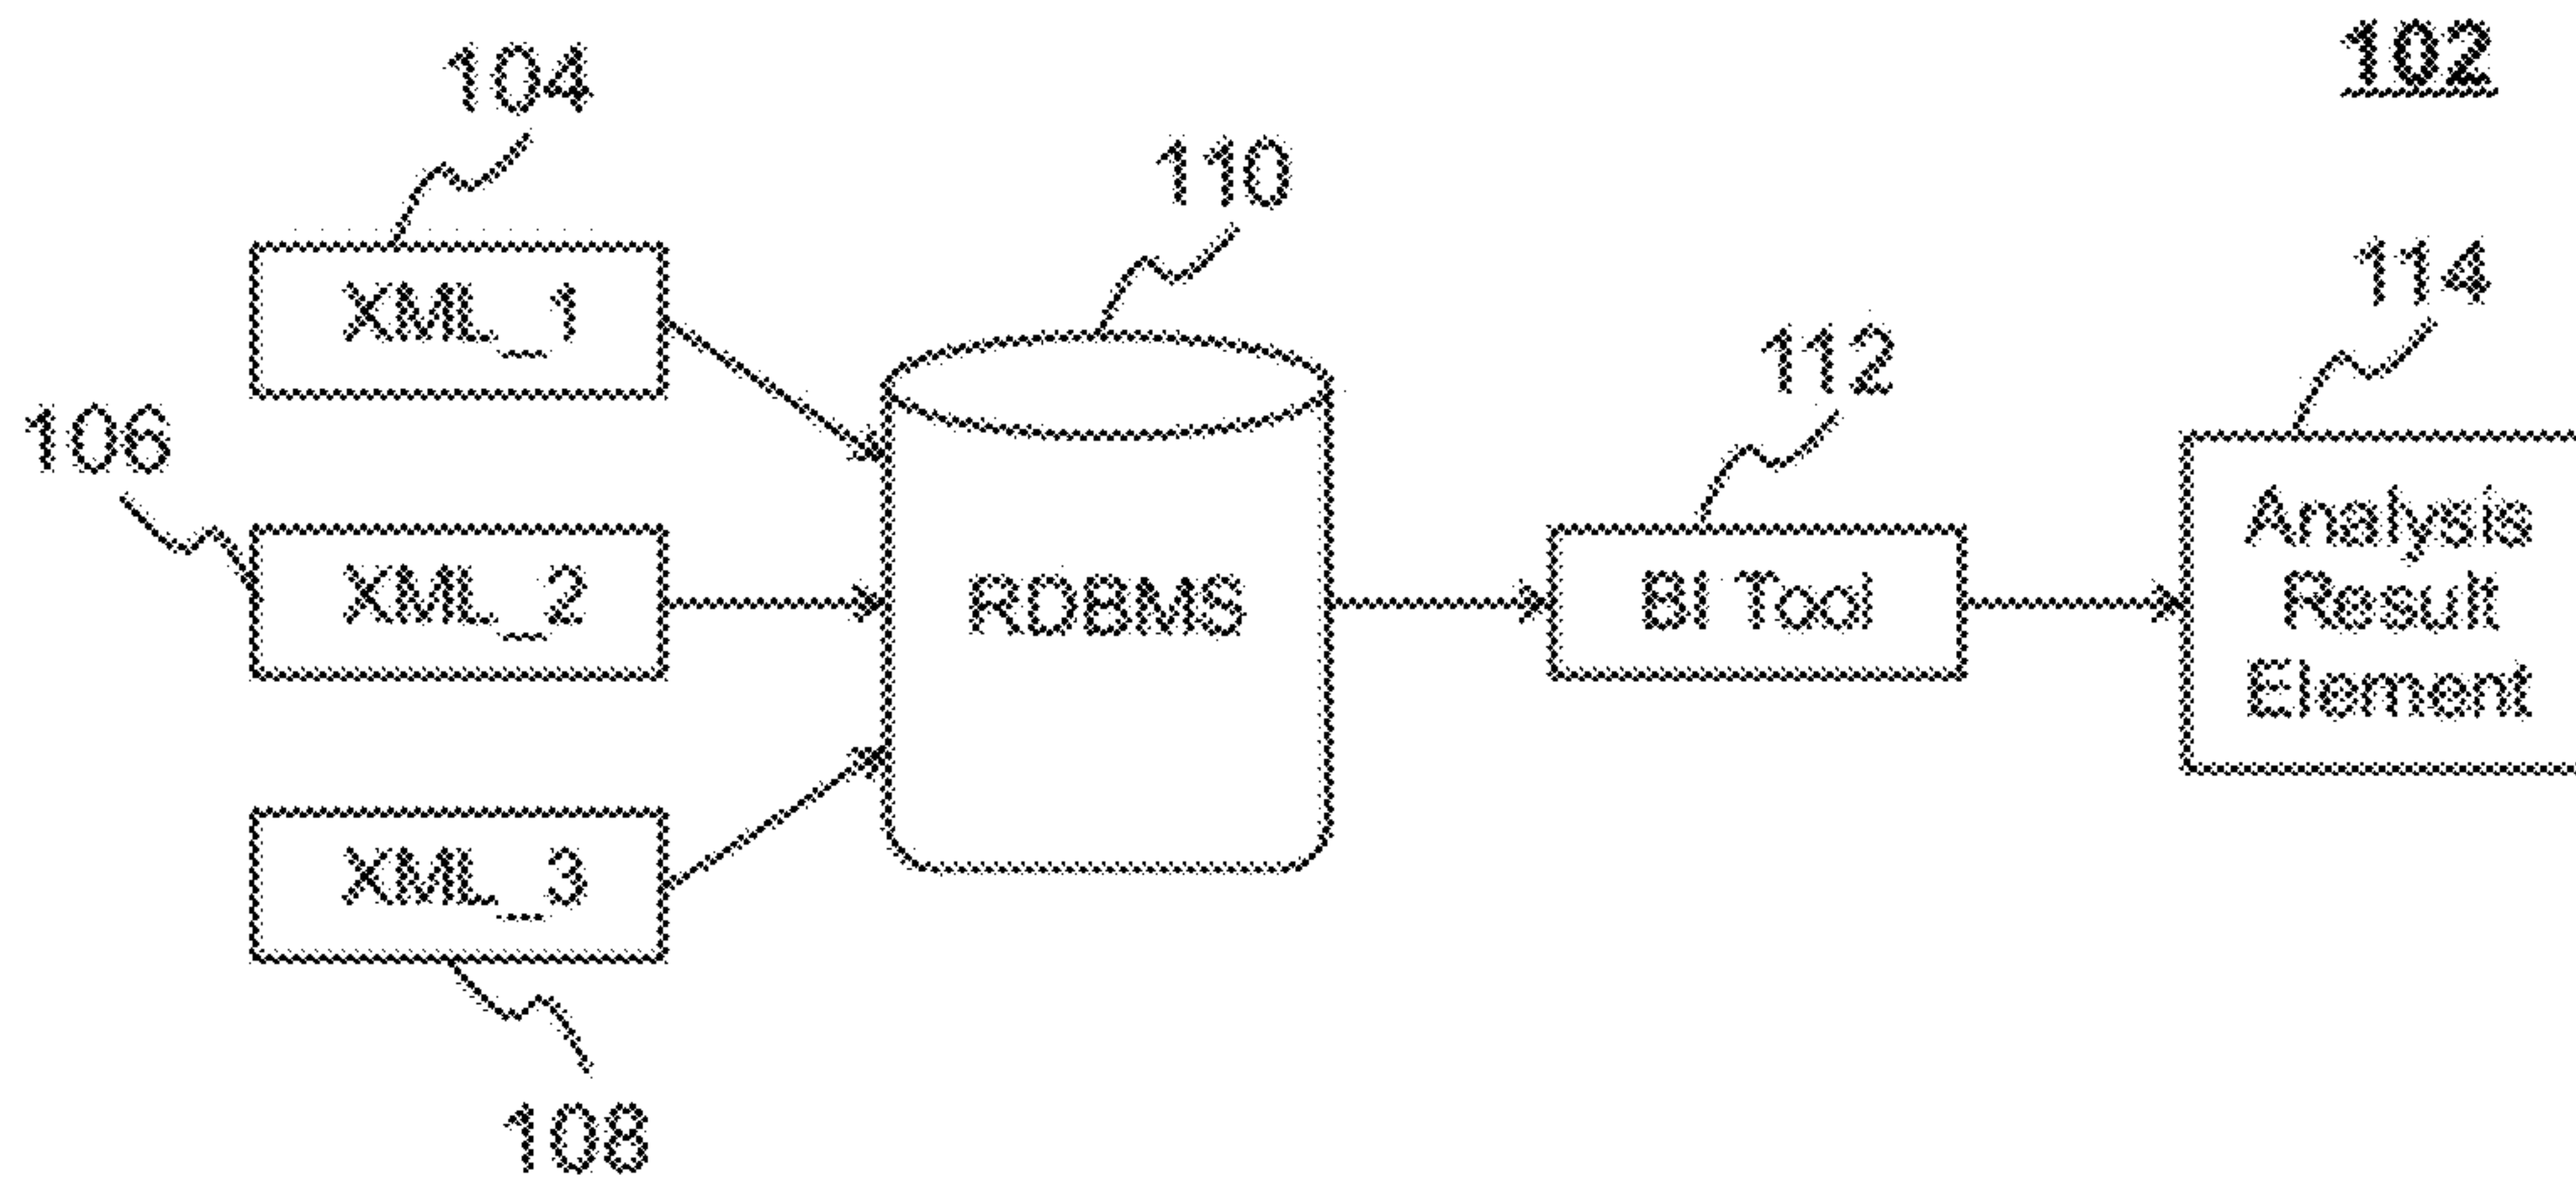 102
104
110
114
XML_1
112
106
Analysis
XML_2
RDBMS
BI Tool
Result
Element
XML_3
108